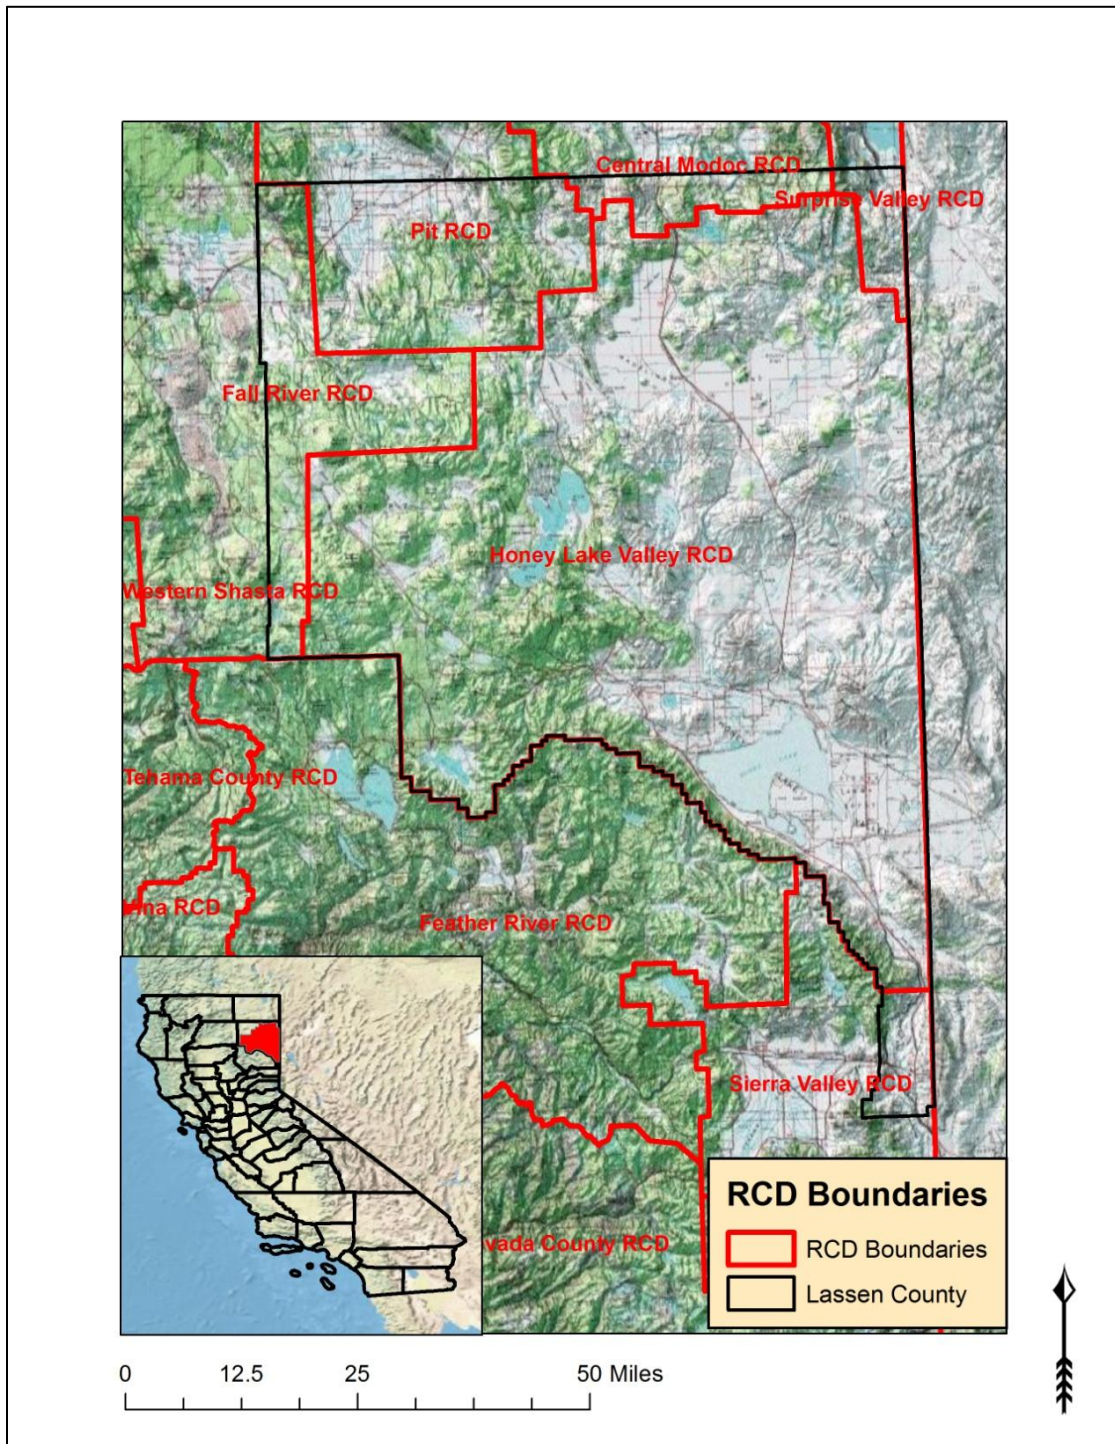 Central Modoc RCD
Surprise Valley RCD
Pit RCD
Fall River RCD
Honey Lake Valley RCD
Western Shasta RCD
Tehama County RCD
ina RCD
Feather River RCD
Sierra Valley RCD
vada County RCD
RCD Boundaries
RCD Boundaries
Lassen County
0 12.5 25 50 Miles